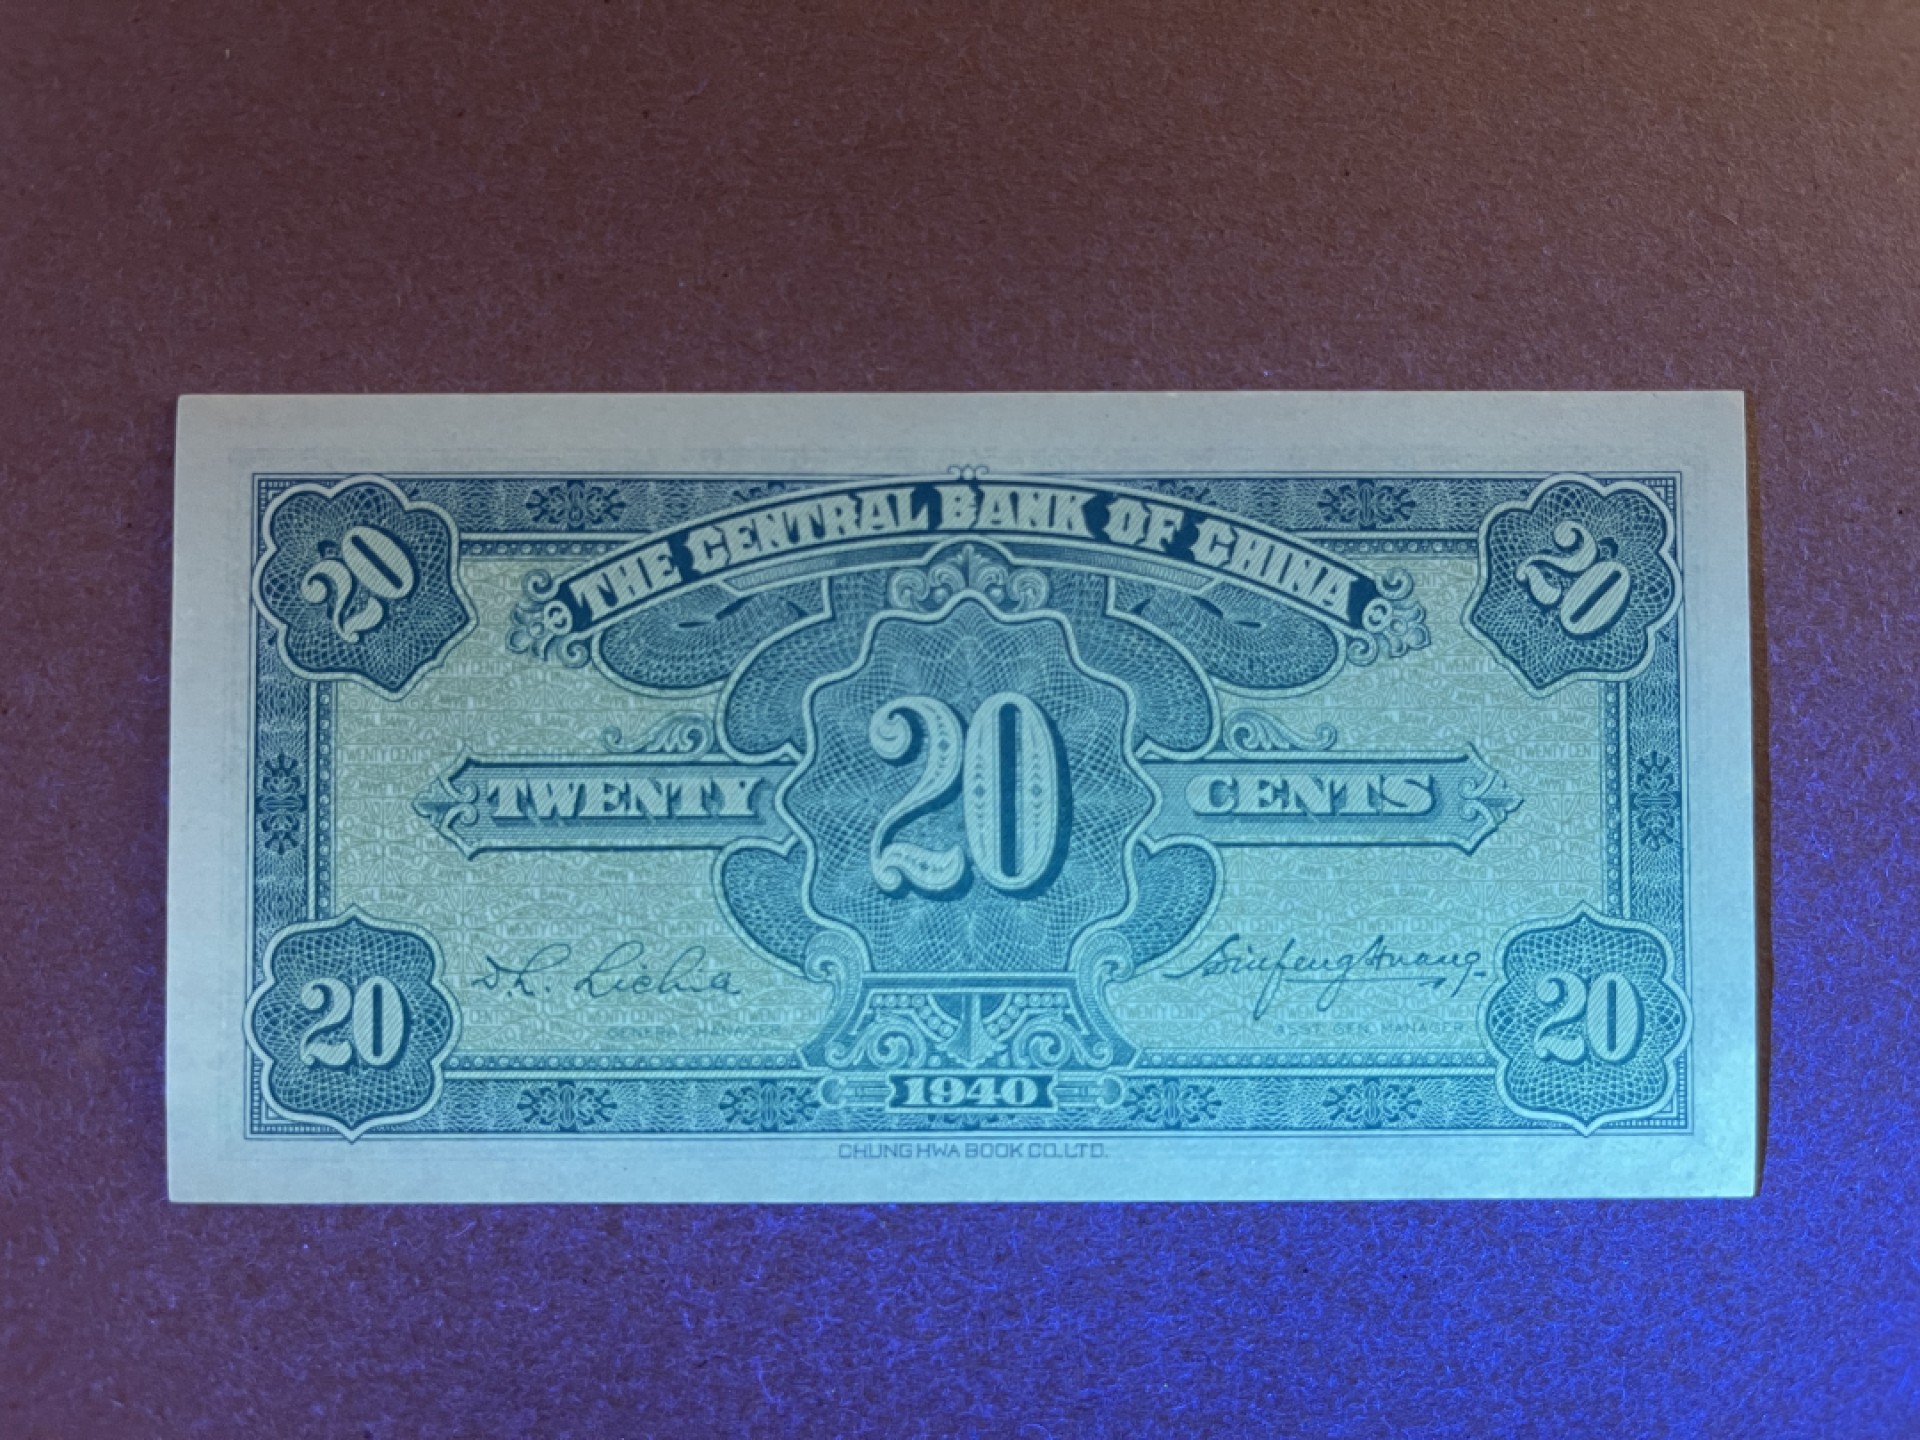 THE CENTRAL BANK OF CHINA
20
20
TWENTY
20
CENTS
GENERAL MANAGER
ASST. GEN. MANAGER
20
20
1940
CHUNG HWA BOOK CO. LTD.